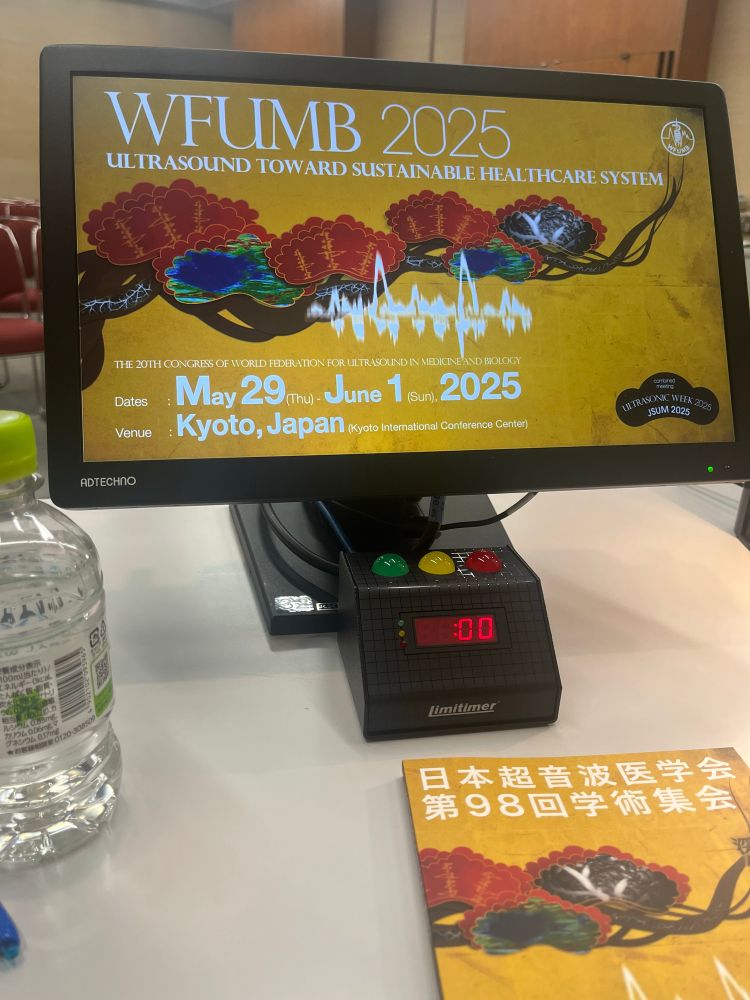 WFUMB 2025
ULTRASOUND TOWARD SUSTAINABLE HEALTHCARE SYSTEM
WFUMB
THE 20TH CONGRESS OF WORLD FEDERATION FOR ULTRASOUND IN MEDICINE AND BIOLOGY
Dates : May 29 (Thu) - June 1 (Sun), 2025
Venue : Kyoto, Japan (Kyoto International Conference Center)
combined
meeting
ULTRASONIC WEEK 2025
JSUM 2025
ADTECHNO
:00
Limitimer
日本超音波医学会
第98回学術集会